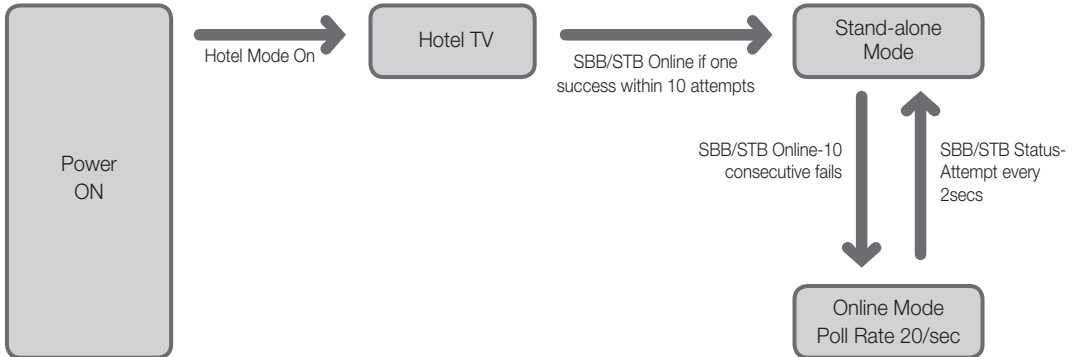 Power
ON
Hotel Mode On
Hotel TV
SBB/STB Online if one
success within 10 attempts
Stand-alone
Mode
SBB/STB Online-10
consecutive fails
SBB/STB Status-
Attempt every
2secs
Online Mode
Poll Rate 20/sec